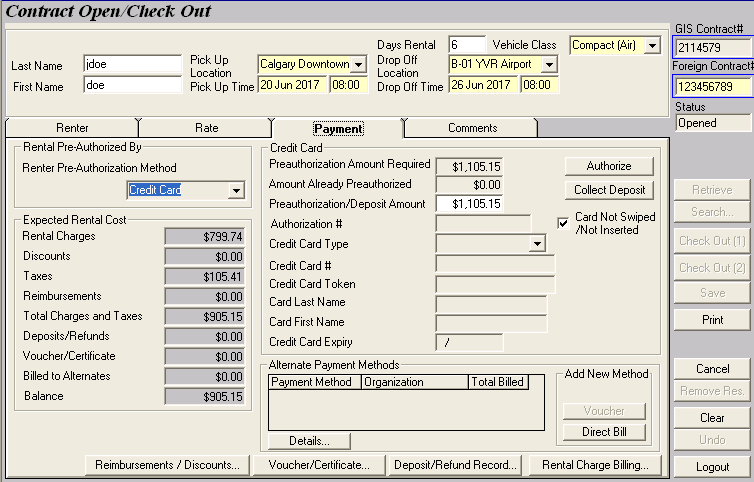 Contract Open/Check Out
GIS Contract#
2114579
Foreign Contract#
123456789
Status
Opened
Last Name jdoe
First Name doe
Pick Up Location Calgary Downtown
Pick Up Time 20 Jun 2017 08:00
Days Rental 6 Vehicle Class Compact (Air)
Drop Off Location B-01 YVR Airport
Drop Off Time 26 Jun 2017 08:00
Renter Rate Payment Comments
Rental Pre-Authorized By
Renter Pre-Authorization Method
Credit Card
Expected Rental Cost
Rental Charges $799.74
Discounts $0.00
Taxes $105.41
Reimbursements $0.00
Total Charges and Taxes $905.15
Deposits/Refunds $0.00
Voucher/Certificate $0.00
Billed to Alternates $0.00
Balance $905.15
Credit Card
Preauthorization Amount Required $1,105.15
Amount Already Preauthorized $0.00
Preauthorization/Deposit Amount $1,105.15
Authorization #
Credit Card Type
Credit Card #
Credit Card Token
Card Last Name
Card First Name
Credit Card Expiry /
Authorize
Collect Deposit
Card Not Swiped
/Not Inserted
Alternate Payment Methods
Payment Method Organization Total Billed
Details...
Add New Method
Voucher
Direct Bill
Reimbursements / Discounts... Voucher/Certificate... Deposit/Refund Record... Rental Charge Billing...
Retrieve
Search...
Check Out (1)
Check Out (2)
Save
Print
Cancel
Remove Res.
Clear
Undo
Logout